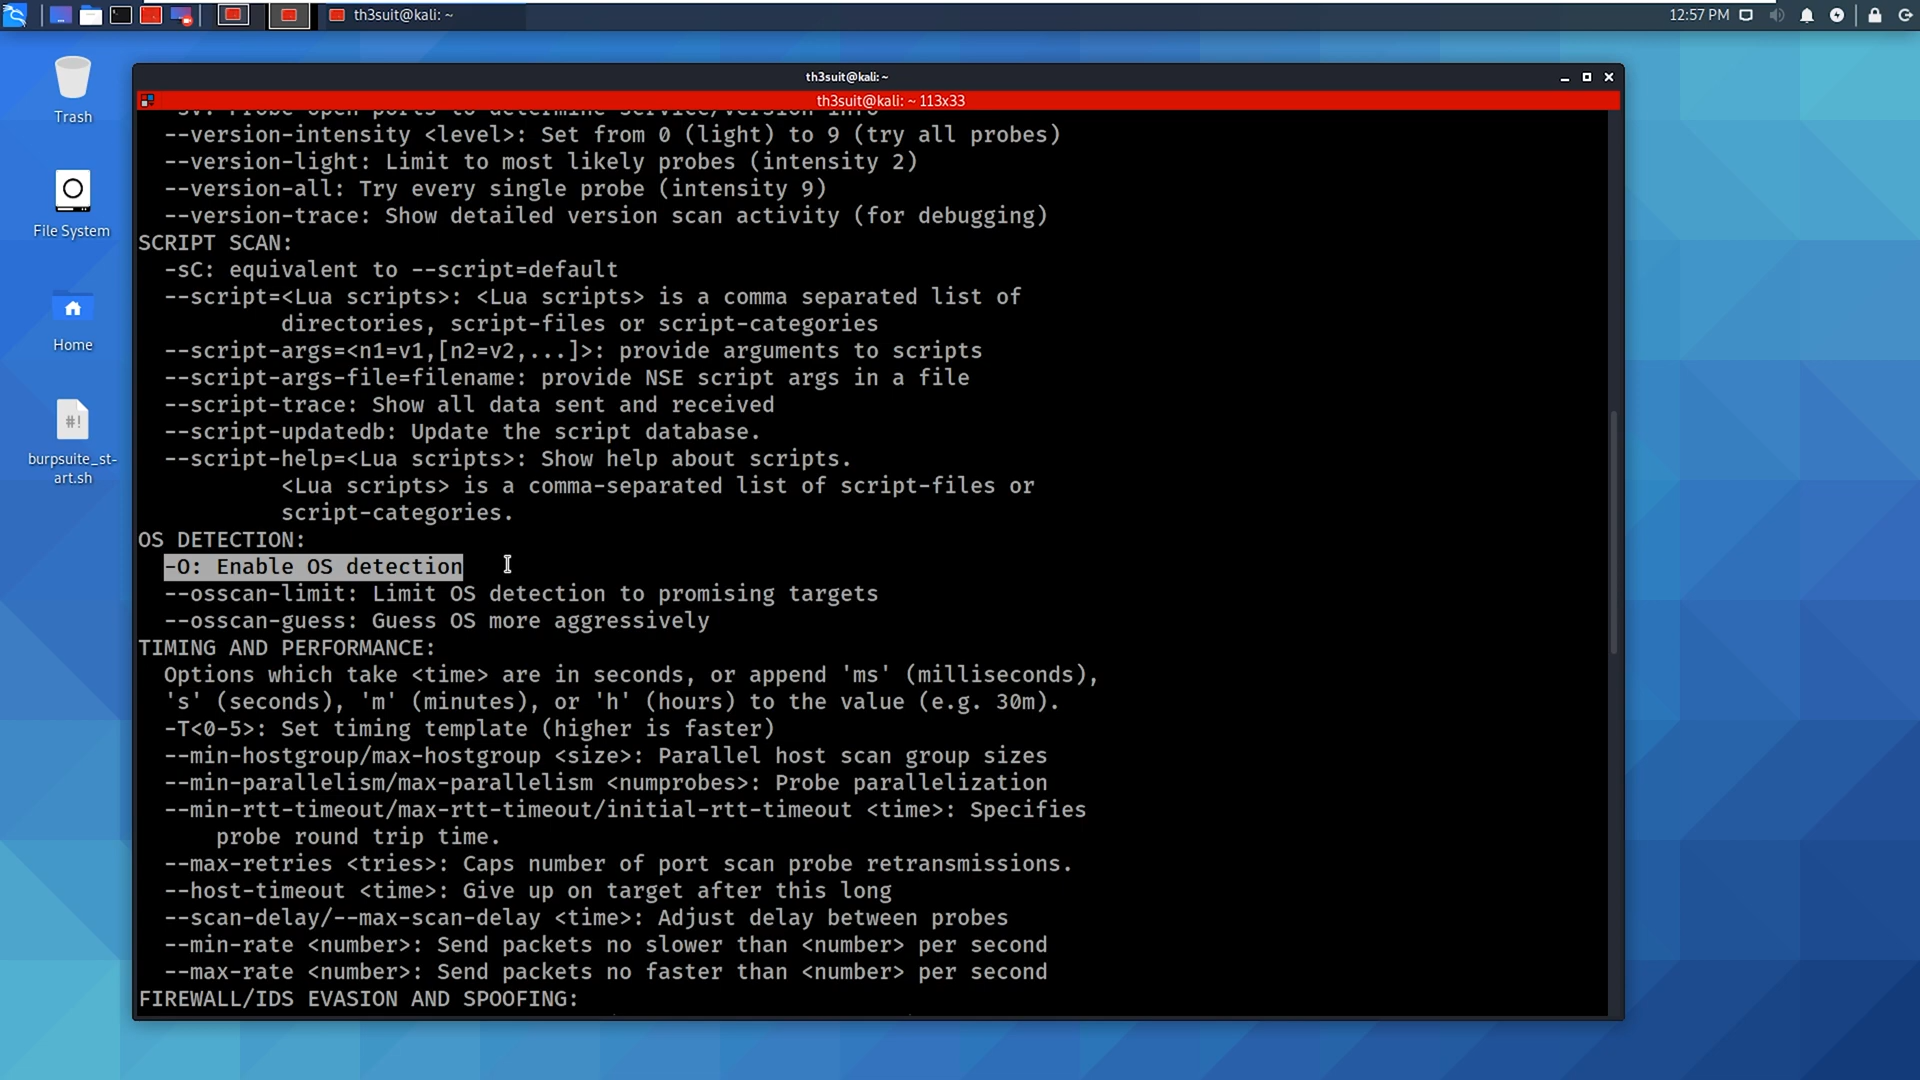 th3suit@kali: ~
12:57 PM
Trash
File System
Home
#!
burpsuite_st-
art.sh
th3suit@kali: ~
th3suit@kali: ~ 113x33
-sV: Probe open ports to determine service/version info
--version-intensity <level>: Set from 0 (light) to 9 (try all probes)
--version-light: Limit to most likely probes (intensity 2)
--version-all: Try every single probe (intensity 9)
--version-trace: Show detailed version scan activity (for debugging)
SCRIPT SCAN:
-sC: equivalent to --script=default
--script=<Lua scripts>: <Lua scripts> is a comma separated list of
directories, script-files or script-categories
--script-args=<n1=v1,[n2=v2,...]>: provide arguments to scripts
--script-args-file=filename: provide NSE script args in a file
--script-trace: Show all data sent and received
--script-updatedb: Update the script database.
--script-help=<Lua scripts>: Show help about scripts.
<Lua scripts> is a comma-separated list of script-files or
script-categories.
OS DETECTION:
-O: Enable OS detection
--osscan-limit: Limit OS detection to promising targets
--osscan-guess: Guess OS more aggressively
TIMING AND PERFORMANCE:
Options which take <time> are in seconds, or append 'ms' (milliseconds),
's' (seconds), 'm' (minutes), or 'h' (hours) to the value (e.g. 30m).
-T<0-5>: Set timing template (higher is faster)
--min-hostgroup/max-hostgroup <size>: Parallel host scan group sizes
--min-parallelism/max-parallelism <numprobes>: Probe parallelization
--min-rtt-timeout/max-rtt-timeout/initial-rtt-timeout <time>: Specifies
probe round trip time.
--max-retries <tries>: Caps number of port scan probe retransmissions.
--host-timeout <time>: Give up on target after this long
--scan-delay/--max-scan-delay <time>: Adjust delay between probes
--min-rate <number>: Send packets no slower than <number> per second
--max-rate <number>: Send packets no faster than <number> per second
FIREWALL/IDS EVASION AND SPOOFING: